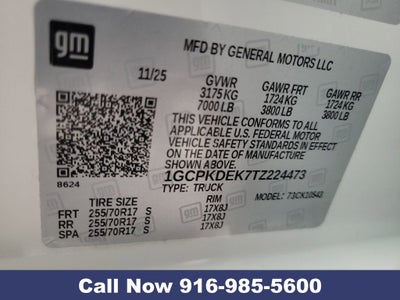 gm
MFD BY GENERAL MOTORS LLC
11/25 GVWR GAWR FRT GAWR RR
3175 KG 1724 KG 1724 KG
7000 LB 3800 LB 3800 LB
THIS VEHICLE CONFORMS TO ALL
APPLICABLE U.S. FEDERAL MOTOR
VEHICLE SAFETY STANDARDS IN
EFFECT ON THE DATE OF MANUFACTURE
SHOWN ABOVE.
8624 1GCPKDEK7TZ224473
TYPE: TRUCK MODEL: 73CK10543
TIRE SIZE RIM
FRT 255/70R17 S 17X8J
RR 255/70R17 S 17X8J
SPA 255/70R17 S 17X8J
Call Now 916-985-5600